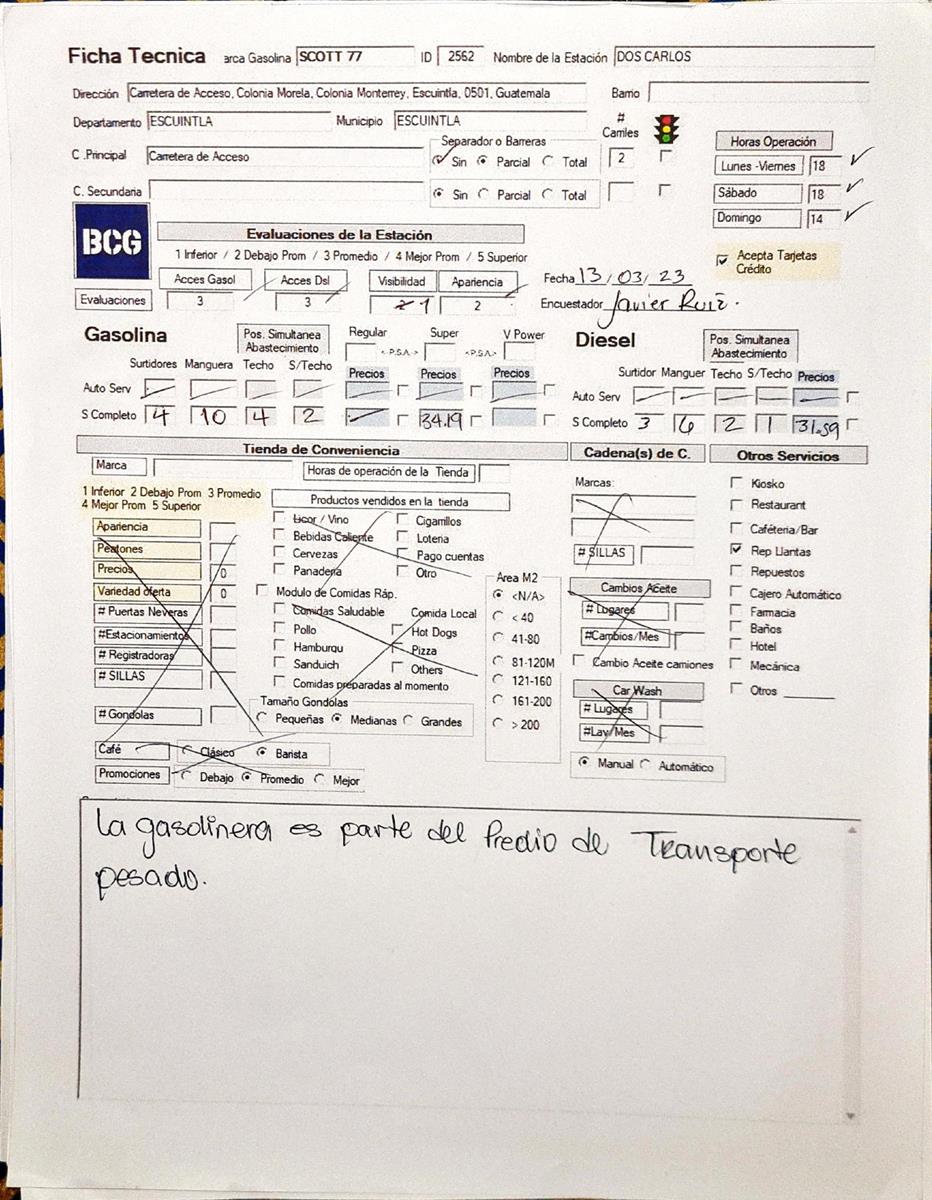 Ficha Tecnica arca Gasolina SCOTT 77 ID 2562 Nombre de la Estación DOS CARLOS
Dirección Carretera de Acceso, Colonia Morela, Colonia Monterrey, Escuintla, 0501, Guatemala Barrio
Departamento ESCUINTLA Municipio ESCUINTLA # Carriles
Separador o Barreras Horas Operación
C .Principal Carretera de Acceso Sin Parcial Total 2 Lunes -Viernes 18
C. Secundaria Sin Parcial Total Sábado 18
Domingo 14
BCG Evaluaciones de la Estación
1 Inferior / 2 Debajo Prom / 3 Promedio / 4 Mejor Prom / 5 Superior Acepta Tarjetas
Crédito
Acces Gasol Acces Dsl Visibilidad Apariencia Fecha 13/03/23
Evaluaciones 3 3 1 2 Encuestador Javier Ruiz.
Gasolina Pos. Simultanea Abastecimiento Regular Super V Power Diesel Pos. Simultanea Abastecimiento
<-P.S.A.-> <-P.S.A.>
Surtidores Manguera Techo S/Techo Precios Precios Precios Surtidor Manguer Techo S/Techo Precios
Auto Serv Auto Serv
S Completo 4 10 4 2 34.19 S Completo 3 6 2 1 31.59
Tienda de Conveniencia Cadena(s) de C. Otros Servicios
Marca Horas de operación de la Tienda
1 Inferior 2 Debajo Prom 3 Promedio
4 Mejor Prom 5 Superior
Apariencia
Peatones
Precios 0
Variedad oferta 0
# Puertas Neveras
#Estacionamientos
# Registradoras
# SILLAS
# Gondolas
Productos vendidos en la tienda
Licor / Vino Cigarrillos
Bebidas Caliente Loteria
Cervezas Pago cuentas
Panaderia Otro
Modulo de Comidas Ráp.
Comidas Saludable Comida Local
Pollo Hot Dogs
Hamburqu Pizza
Sanduich Others
Comidas preparadas al momento
Tamaño Gondolas
Pequeñas Medianas Grandes
Area M2
<N/A>
< 40
41-80
81-120M
121-160
161-200
> 200
Café Clásico Barista
Promociones Debajo Promedio Mejor
Marcas:
# SILLAS
Cambios Aceite
# Lugares
#Cambios/Mes
Cambio Aceite camiones
Car Wash
# Lugares
#Lav/Mes
Manual Automático
Kiosko
Restaurant
Caféteria/Bar
Rep Llantas
Repuestos
Cajero Automático
Farmacia
Baños
Hotel
Mecánica
Otros
La gasolinera es parte del Predio de Transporte
pesado.